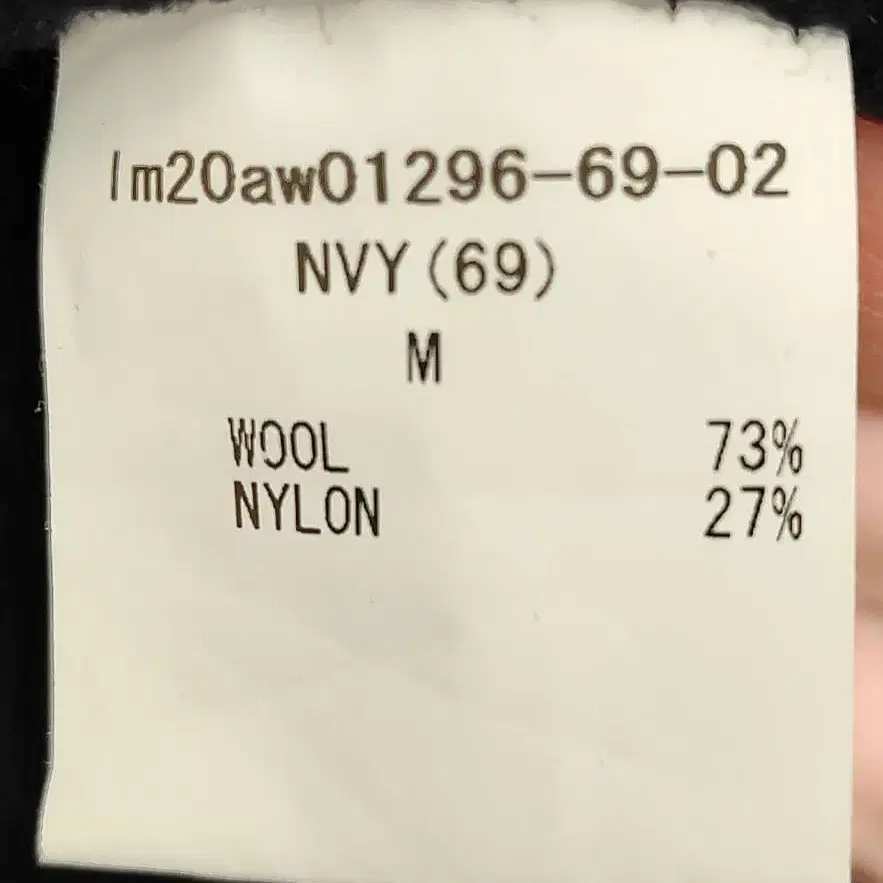 lm20aw01296-69-02
NVY(69)
M
WOOL 73%
NYLON 27%